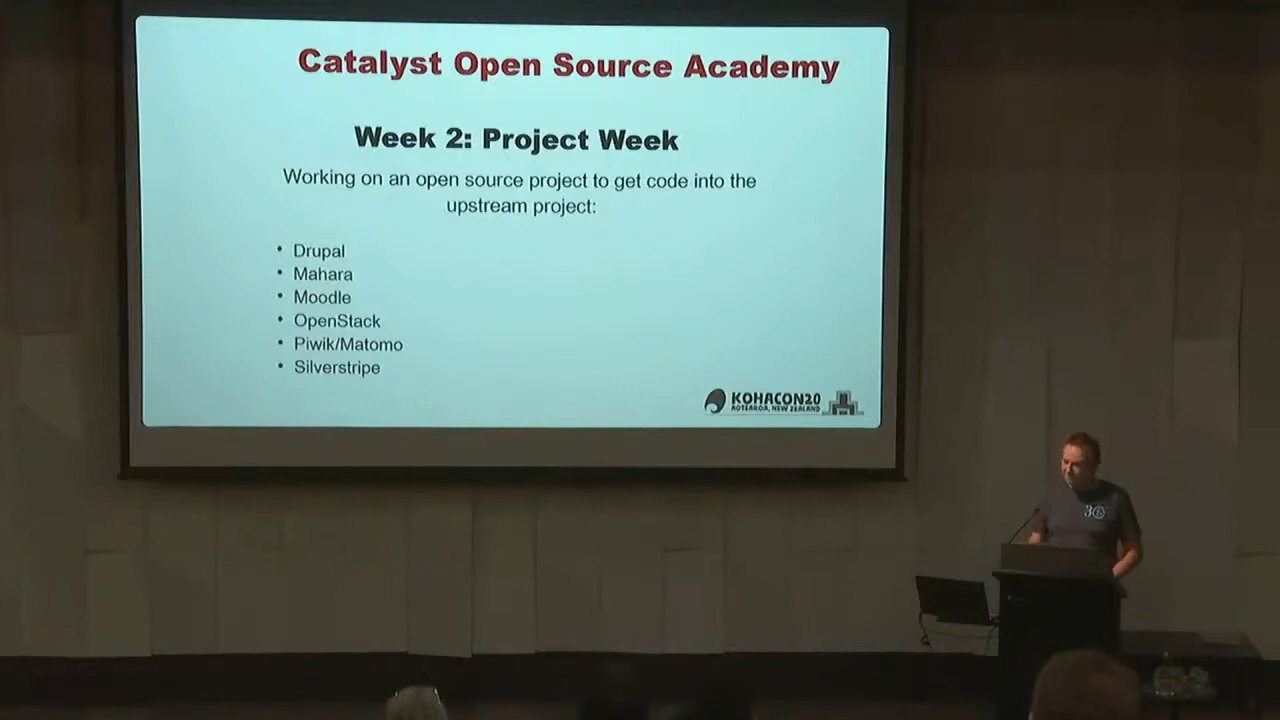 Catalyst Open Source Academy
Week 2: Project Week
Working on an open source project to get code into the
upstream project:
• Drupal
• Mahara
• Moodle
• OpenStack
• Piwik/Matomo
• Silverstripe
KOHACON20
AOTEAROA, NEW ZEALAND
30